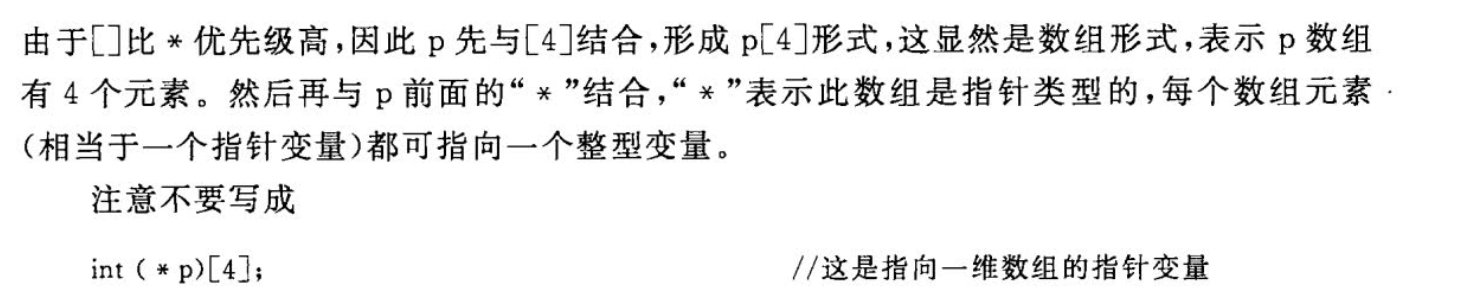 由于[]比*优先级高,因此 p 先与[4]结合,形成 p[4]形式,这显然是数组形式,表示 p 数组
有 4 个元素。然后再与 p 前面的“*”结合,“*”表示此数组是指针类型的,每个数组元素
(相当于一个指针变量)都可指向一个整型变量。
注意不要写成
int (*p)[4]; //这是指向一维数组的指针变量